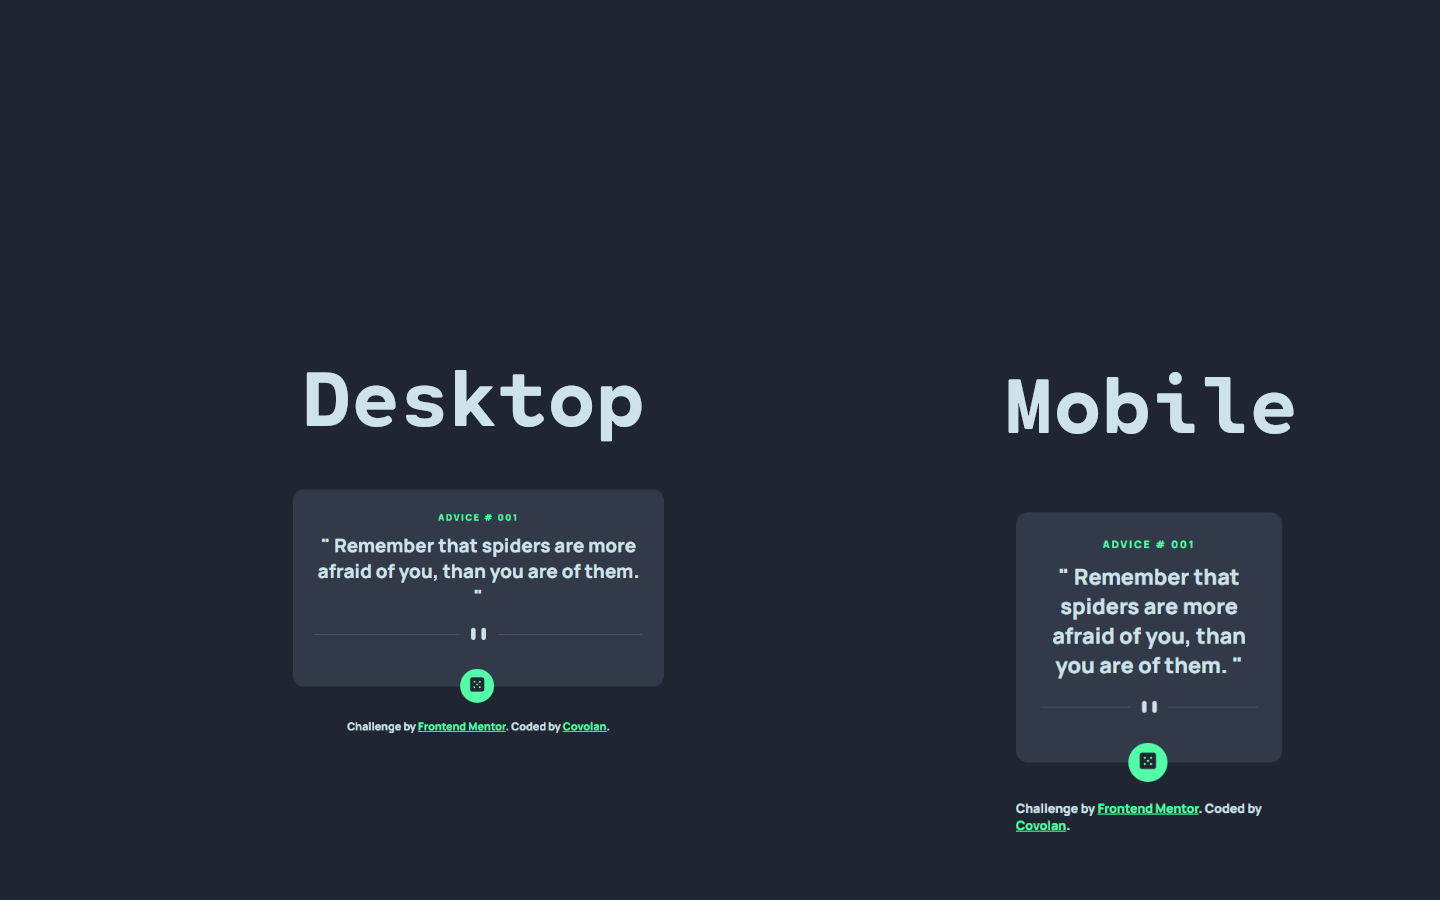 Desktop
ADVICE # 001
" Remember that spiders are more
afraid of you, than you are of them.
"
Challenge by Frontend Mentor. Coded by Covolan.
Mobile
ADVICE # 001
" Remember that
spiders are more
afraid of you, than
you are of them. "
Challenge by Frontend Mentor. Coded by
Covolan.